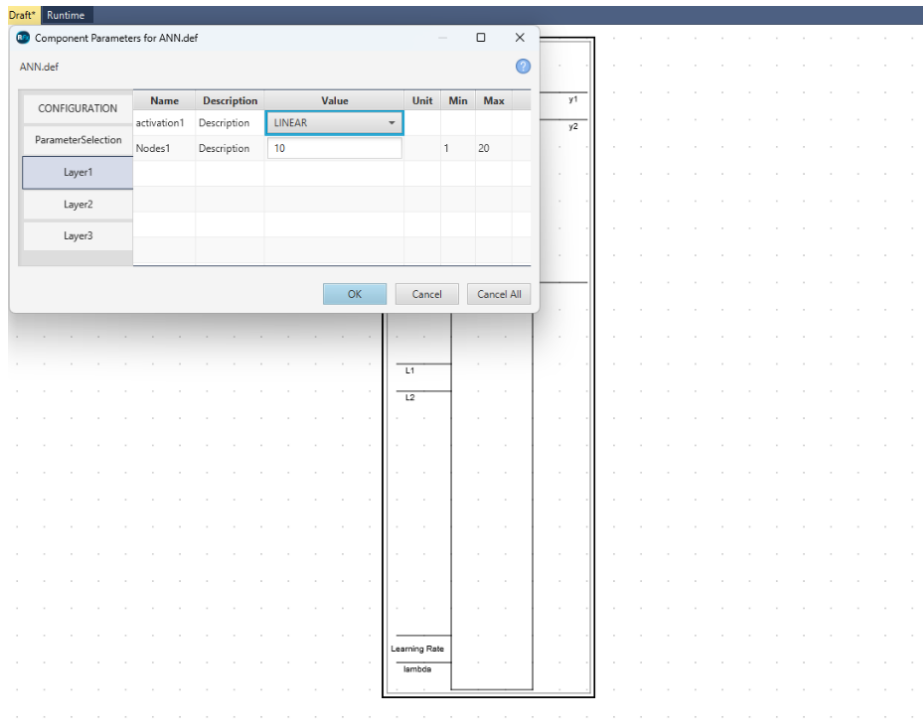 Draft* Runtime
Component Parameters for ANN.def
ANN.def
CONFIGURATION
ParameterSelection
Layer1
Layer2
Layer3
Name Description Value Unit Min Max
activation1 Description LINEAR
Nodes1 Description 10 1 20
OK Cancel Cancel All
y1
y2
L1
L2
Learning Rate
lambda